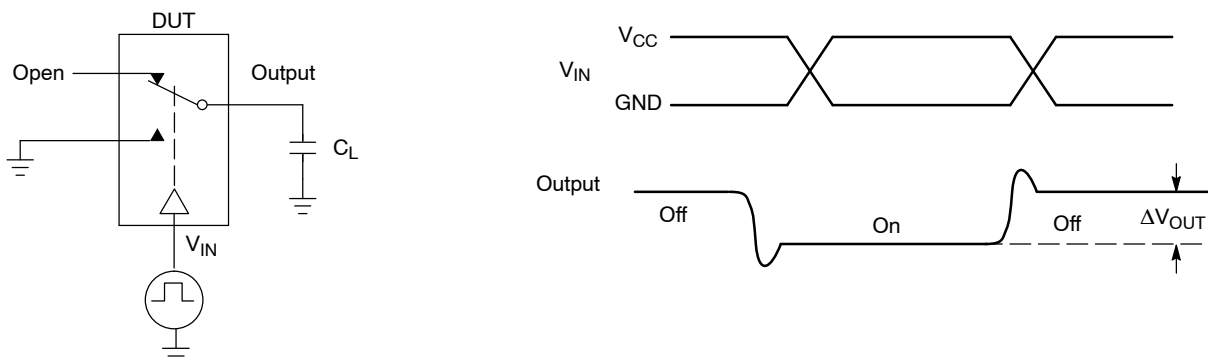 DUT
Open
Output
C_L
V_IN
V_CC
V_IN
GND
Output
Off
On
Off
ΔV_OUT